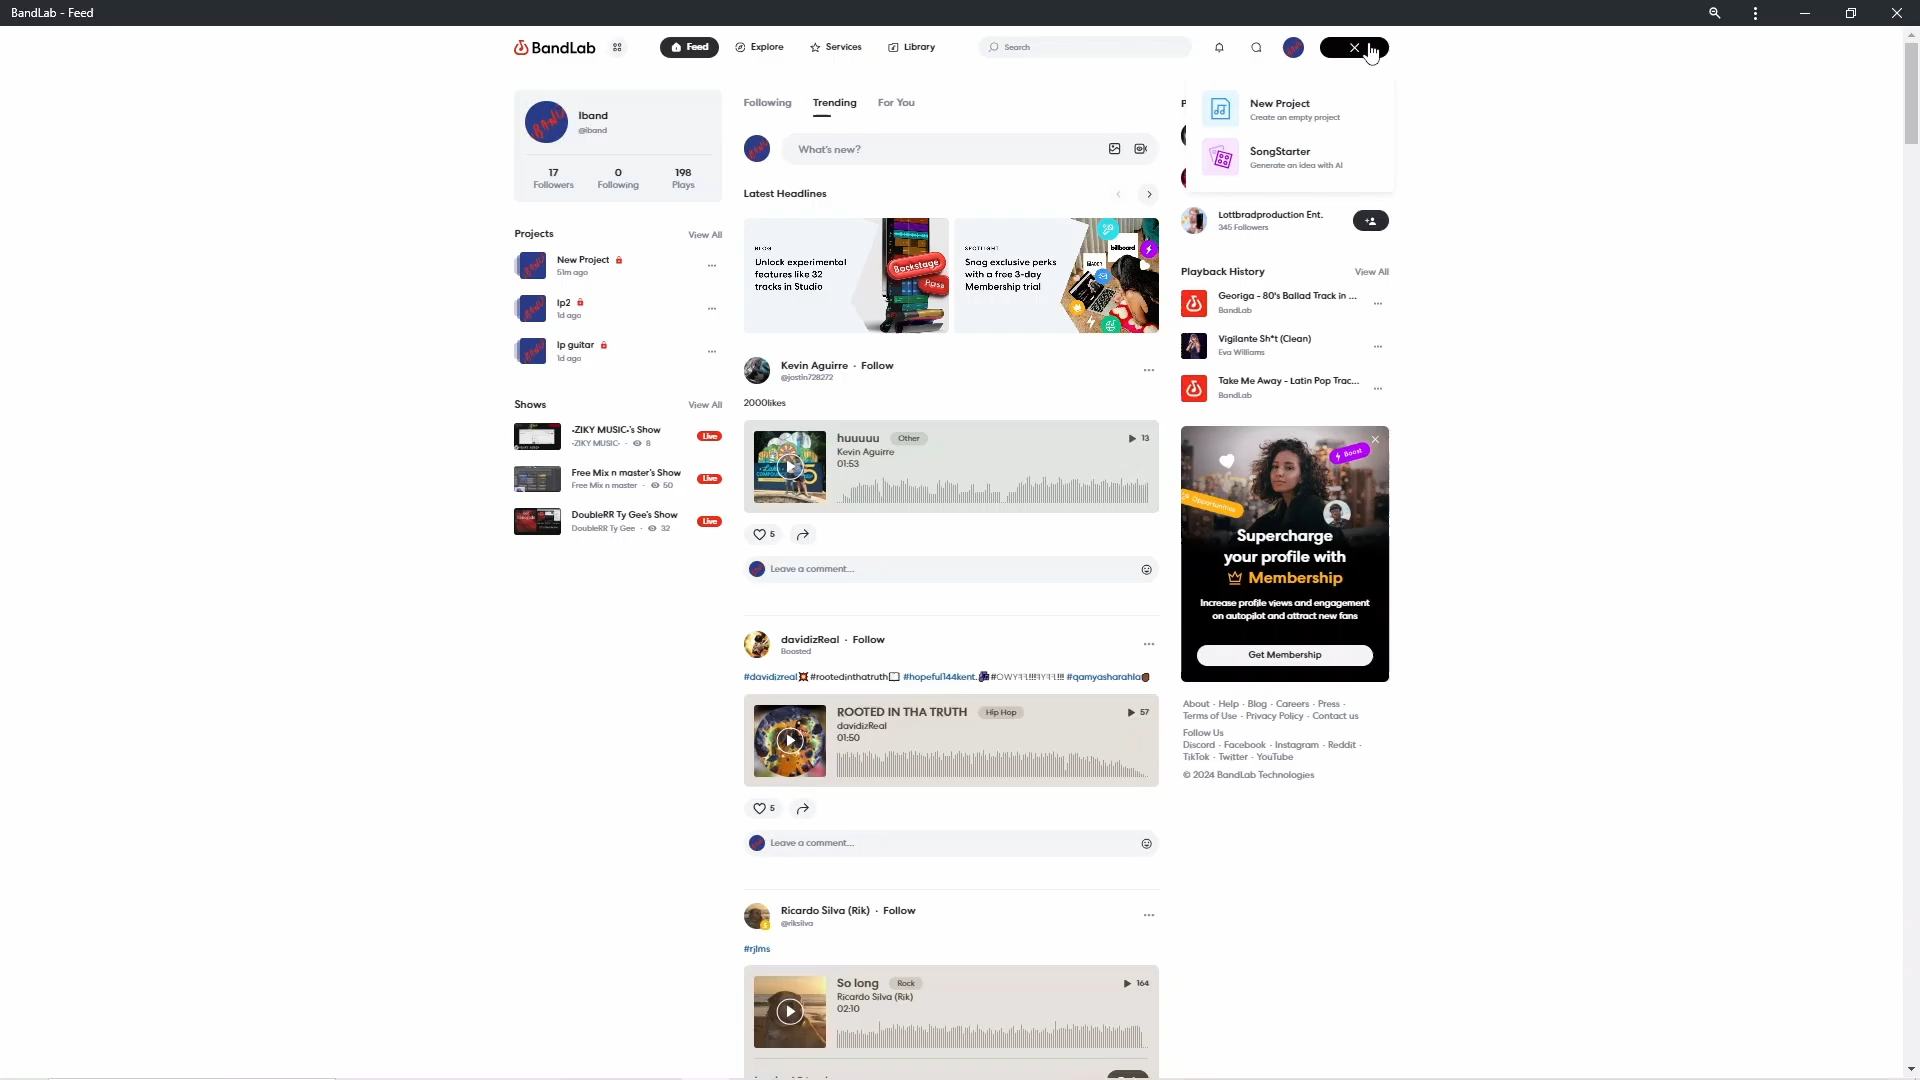 BandLab - Feed
BandLab
Feed
Explore
Services
Library
Search
Iband
@iband
17
Followers
0
Following
198
Plays
Projects
View All
New Project
51m ago
lp2
1d ago
lp guitar
1d ago
Shows
View All
•ZIKY MUSIC•'s Show
•ZIKY MUSIC• · 8
Live
Free Mix n master's Show
Free Mix n master · 50
Live
DoubleRR Ty Gee's Show
DoubleRR Ty Gee · 32
Live
Following
Trending
For You
What's new?
Latest Headlines
BLOG
Unlock experimental
features like 32
tracks in Studio
Backstage
Pass
SPOTLIGHT
Snag exclusive perks
with a free 3-day
Membership trial
billboard
Kevin Aguirre · Follow
@jostin728272
2000likes
huuuuu
Other
13
Kevin Aguirre
01:53
5
Leave a comment...
davidizReal · Follow
Boosted
#davidizreal💥#rootedinthatruth
ROOTED IN THA TRUTH
Hip Hop
57
davidizReal
01:50
5
Leave a comment...
Ricardo Silva (Rik) · Follow
@riksilva
#rjlms
So long
Rock
164
Ricardo Silva (Rik)
02:10
New Project
Create an empty project
SongStarter
Generate an idea with AI
Lottbradproduction Ent.
345 Followers
Playback History
View All
Georiga - 80's Ballad Track in ...
BandLab
Vigilante Sh*t (Clean)
Eva Williams
Take Me Away - Latin Pop Trac...
BandLab
Boost
Opportunities
Supercharge
your profile with
Membership
Increase profile views and engagement
on autopilot and attract new fans
Get Membership
About · Help · Blog · Careers · Press ·
Terms of Use · Privacy Policy · Contact us
Follow Us
Discord · Facebook · Instagram · Reddit ·
TikTok · Twitter · YouTube
© 2024 BandLab Technologies